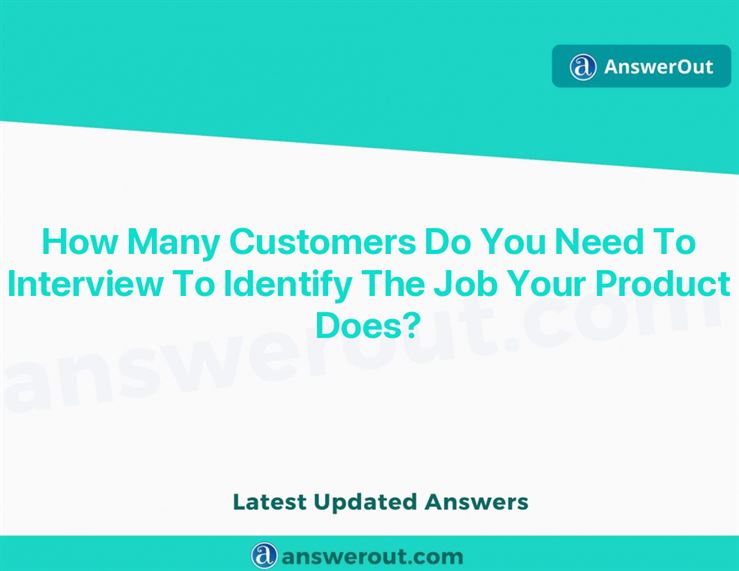 AnswerOut
How Many Customers Do You Need To
Interview To Identify The Job Your Product
Does?
answerout.com
Latest Updated Answers
answerout.com